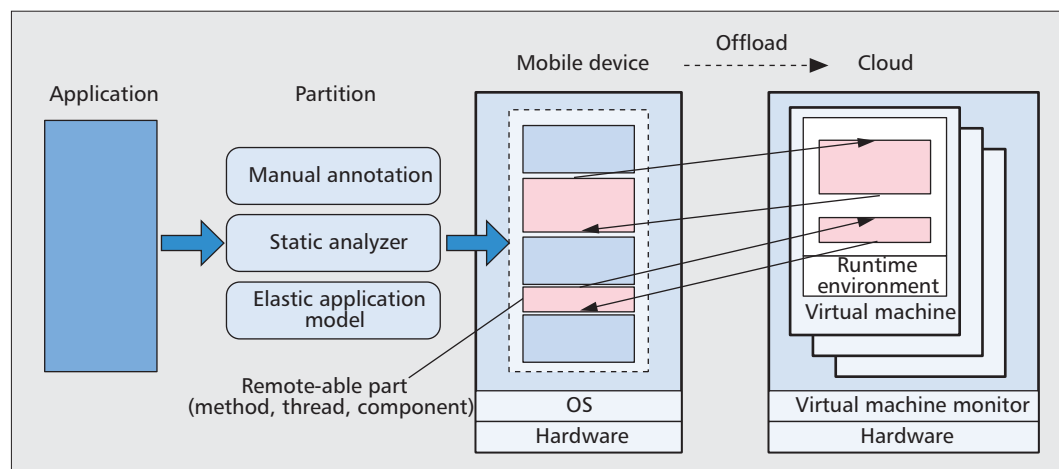 Offload
Mobile device
Cloud
Application
Partition
Manual annotation
Static analyzer
Elastic application
model
Runtime
environment
Virtual machine
Remote-able part
(method, thread, component)
OS
Hardware
Virtual machine monitor
Hardware